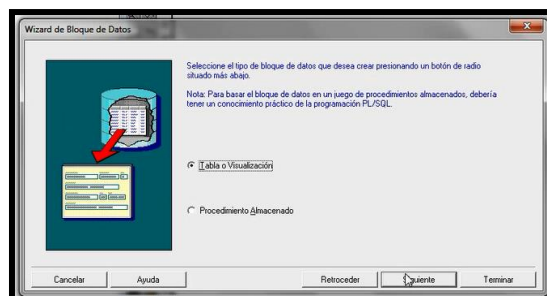 Wizard de Bloque de Datos
Seleccione el tipo de bloque de datos que desea crear presionando un botón de radio
situado más abajo.
Nota: Para basar el bloque de datos en un juego de procedimientos almacenados, debería
tener un conocimiento práctico de la programación PL/SQL.
Tabla o Visualización
Procedimiento Almacenado
Cancelar Ayuda Retroceder Siguiente Terminar